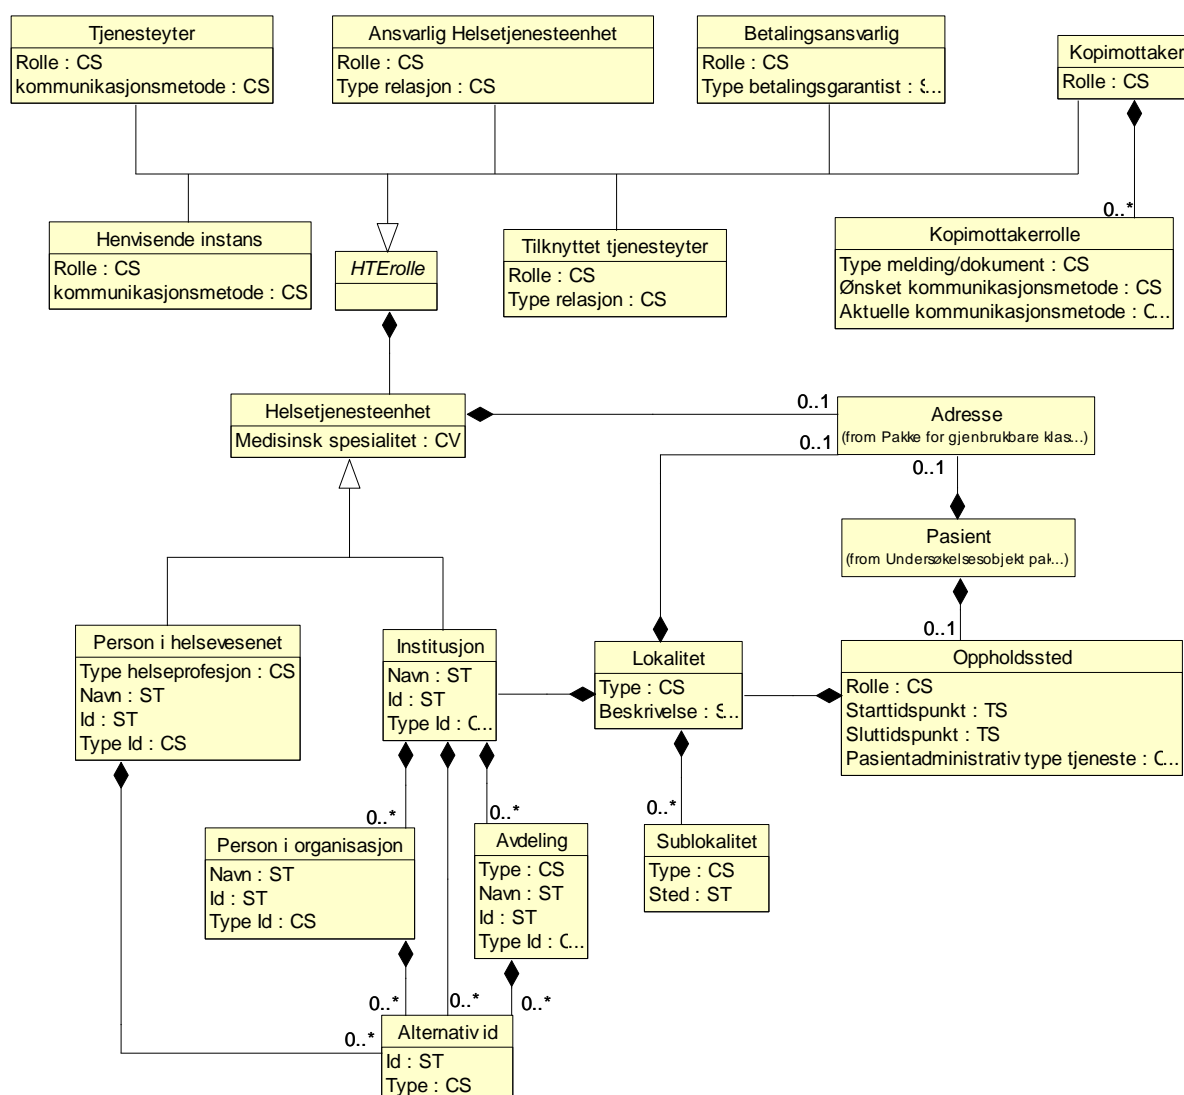 Tjenesteyter
Rolle : CS
kommunikasjonsmetode : CS
Ansvarlig Helsetjenesteenhet
Rolle : CS
Type relasjon : CS
Betalingsansvarlig
Rolle : CS
Type betalingsgarantist : S...
Kopimottaker
Rolle : CS
Henvisende instans
Rolle : CS
kommunikasjonsmetode : CS
HTErolle
Tilknyttet tjenesteyter
Rolle : CS
Type relasjon : CS
0..*
Kopimottakerrolle
Type melding/dokument : CS
Ønsket kommunikasjonsmetode : CS
Aktuelle kommunikasjonsmetode : C...
Helsetjenesteenhet
Medisinsk spesialitet : CV
0..1
0..1
Adresse
(from Pakke for gjenbrukbare klas...)
0..1
Pasient
(from Undersøkelsesobjekt pak...)
0..1
Person i helsevesenet
Type helseprofesjon : CS
Navn : ST
Id : ST
Type Id : CS
Institusjon
Navn : ST
Id : ST
Type Id : C...
Lokalitet
Type : CS
Beskrivelse : S...
Oppholdssted
Rolle : CS
Starttidspunkt : TS
Sluttidspunkt : TS
Pasientadministrativ type tjeneste : C...
0..*
0..*
0..*
Person i organisasjon
Navn : ST
Id : ST
Type Id : CS
Avdeling
Type : CS
Navn : ST
Id : ST
Type Id : C...
Sublokalitet
Type : CS
Sted : ST
0..*
0..*
0..*
0..*
Alternativ id
Id : ST
Type : CS